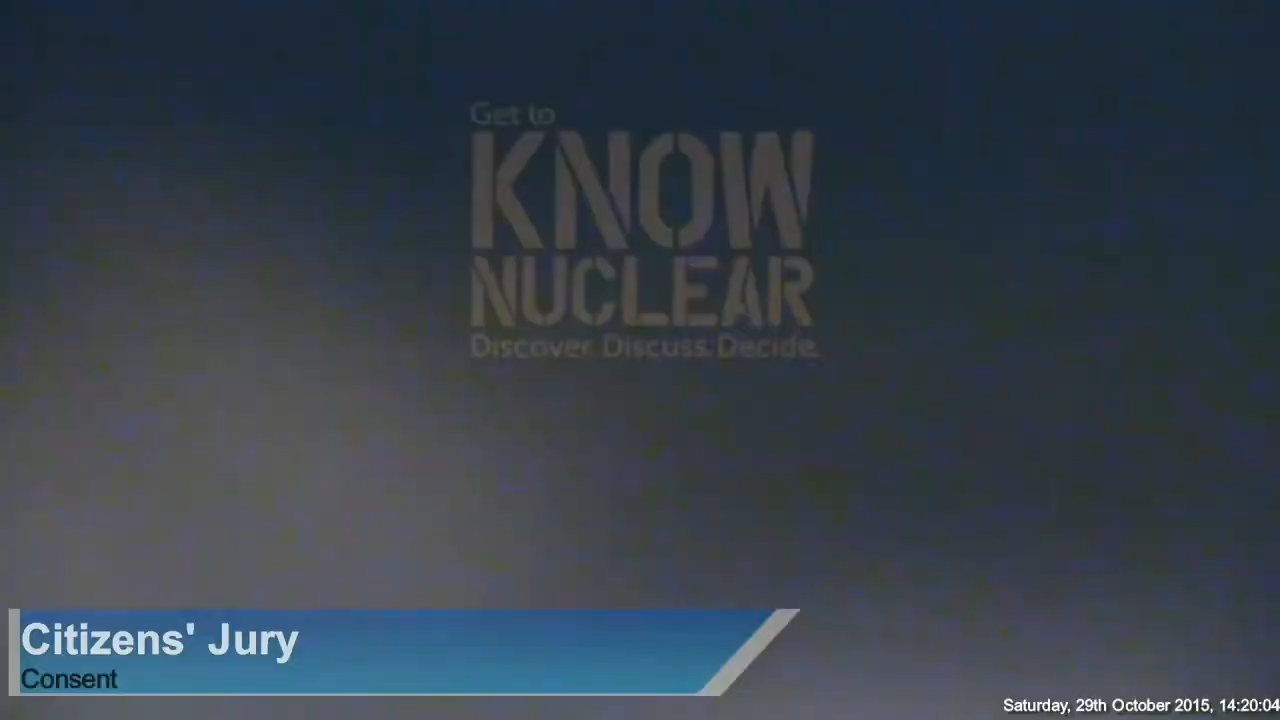 Get to
KNOW
NUCLEAR
Discover. Discuss. Decide.
Citizens' Jury
Consent
Saturday, 29th October 2015, 14:20:04